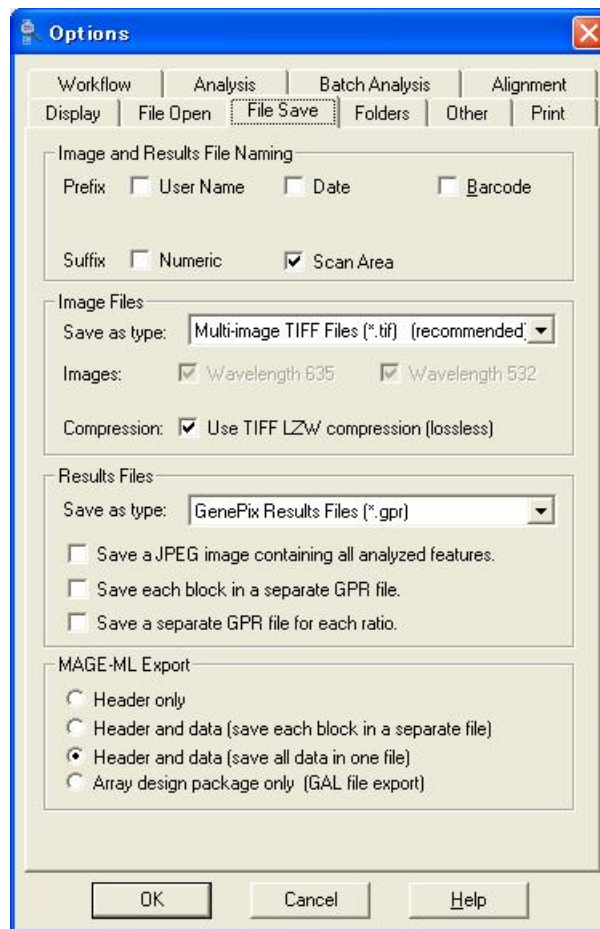 Options
Workflow Analysis Batch Analysis Alignment
Display File Open File Save Folders Other Print
Image and Results File Naming
Prefix User Name Date Barcode
Suffix Numeric Scan Area
Image Files
Save as type: Multi-image TIFF Files (*.tif) (recommended)
Images: Wavelength 635 Wavelength 532
Compression: Use TIFF LZW compression (lossless)
Results Files
Save as type: GenePix Results Files (*.gpr)
Save a JPEG image containing all analyzed features.
Save each block in a separate GPR file.
Save a separate GPR file for each ratio.
MAGE-ML Export
Header only
Header and data (save each block in a separate file)
Header and data (save all data in one file)
Array design package only (GAL file export)
OK Cancel Help